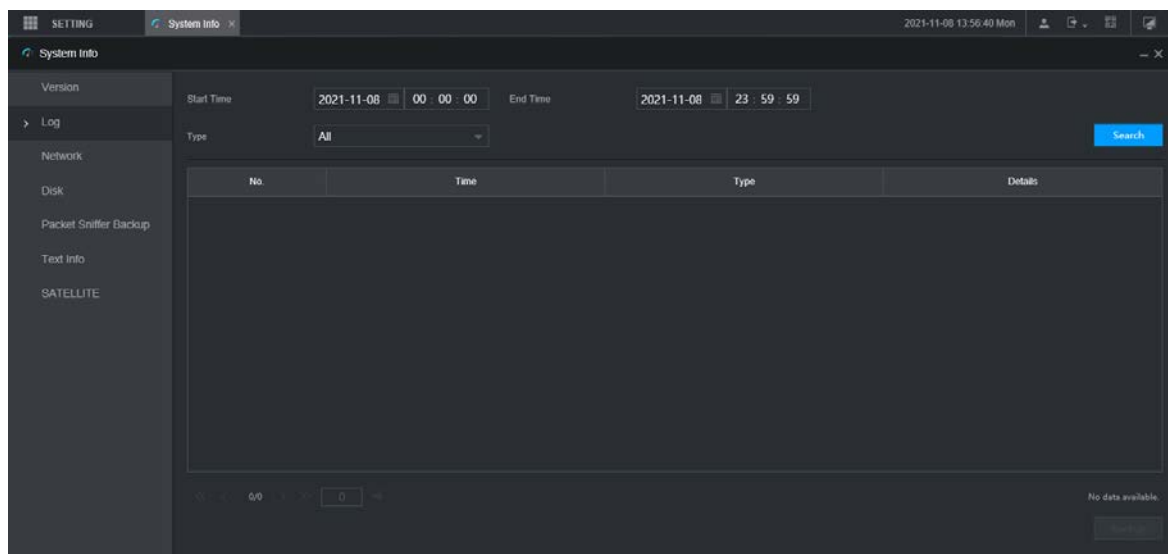 SETTING
System Info ×
2021-11-08 13:56:40 Mon
System Info
Version
Log
Network
Disk
Packet Sniffer Backup
Text Info
SATELLITE
Start Time 2021-11-08 00 : 00 : 00 End Time 2021-11-08 23 : 59 : 59
Type All
Search
No. Time Type Details
0/0 0
No data available.